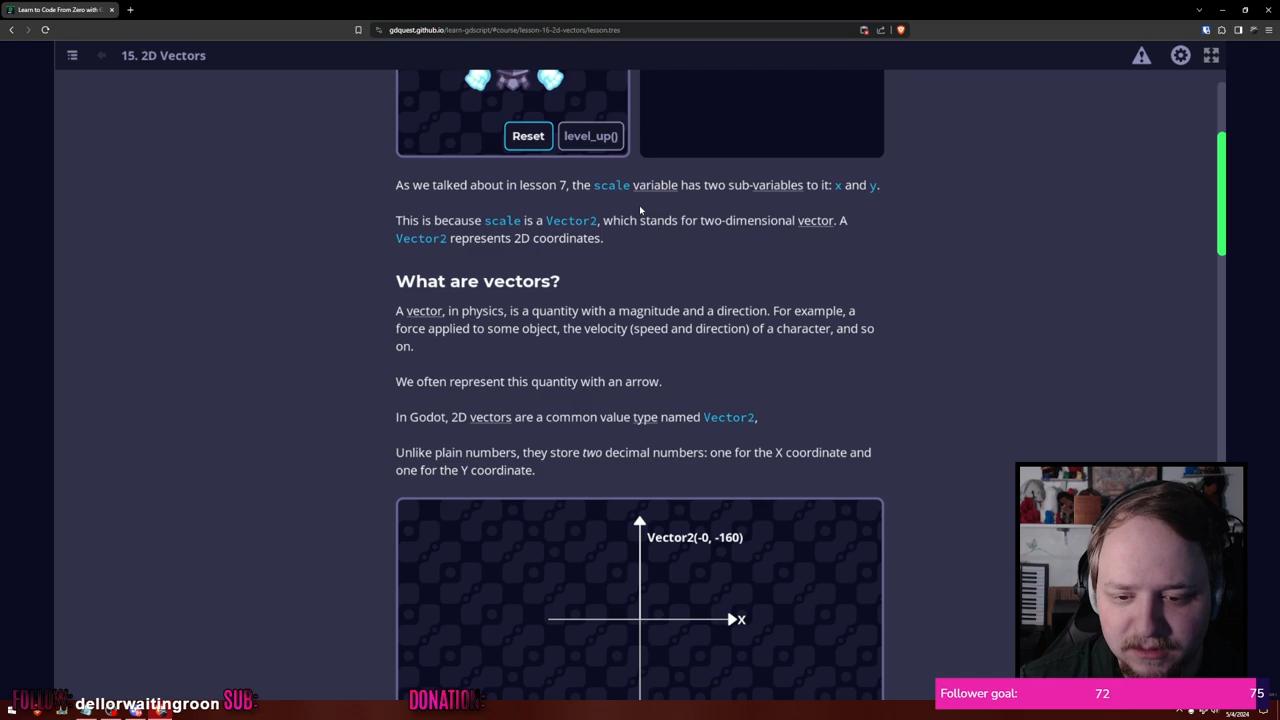 Learn to Code From Zero with G
gdquest.github.io/learn-gdscript/#course/lesson-16-2d-vectors/lesson.tres
15. 2D Vectors
Reset
level_up()
As we talked about in lesson 7, the scale variable has two sub-variables to it: x and y.
This is because scale is a Vector2, which stands for two-dimensional vector. A
Vector2 represents 2D coordinates.
What are vectors?
A vector, in physics, is a quantity with a magnitude and a direction. For example, a
force applied to some object, the velocity (speed and direction) of a character, and so
on.
We often represent this quantity with an arrow.
In Godot, 2D vectors are a common value type named Vector2,
Unlike plain numbers, they store two decimal numbers: one for the X coordinate and
one for the Y coordinate.
Vector2(-0, -160)
X
FOLLOW: dellorwaitingroon SUB:
DONATION:
Follower goal: 72 75
5/4/2024